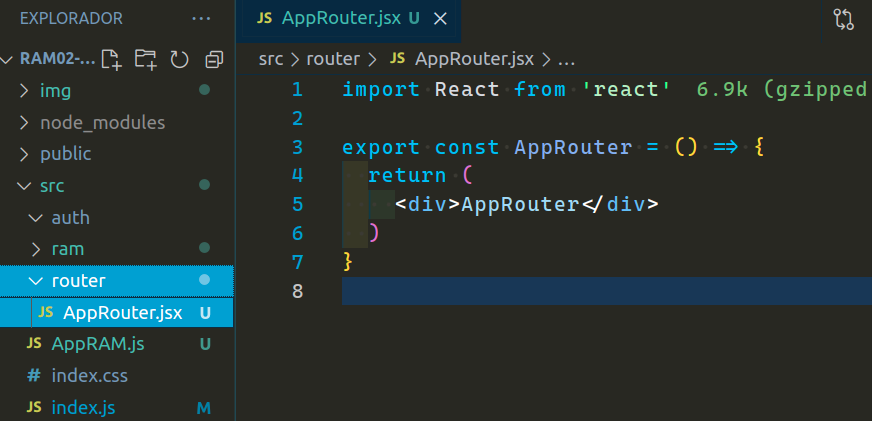 EXPLORADOR ···
RAM02-...
img
node_modules
public
src
auth
ram
router
JS AppRouter.jsx U
JS AppRAM.js U
# index.css
JS index.js M
JS AppRouter.jsx U ×
src > router > JS AppRouter.jsx > ...
1 import React from 'react' 6.9k (gzipped
2
3 export const AppRouter = () => {
4 return (
5 <div>AppRouter</div>
6 )
7 }
8